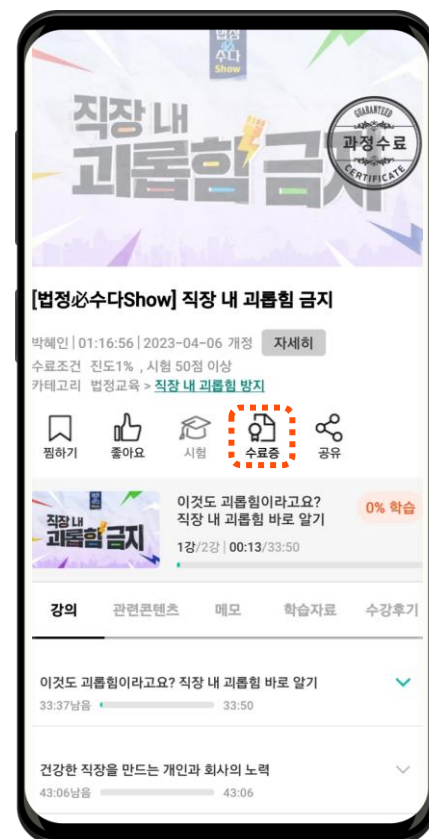 법정
必
수다
Show
직장 내
괴롭힘 금지
GUARANTEED
과정수료
CERTIFICATE
[법정必수다Show] 직장 내 괴롭힘 금지
박혜인 | 01:16:56 | 2023-04-06 개정 자세히
수료조건 진도1% , 시험 50점 이상
카테고리 법정교육 > 직장 내 괴롭힘 방지
찜하기 좋아요 시험 수료증 공유
직장 내
괴롭힘 금지
이것도 괴롭힘이라고요?
직장 내 괴롭힘 바로 알기
0% 학습
1강/2강 | 00:13/33:50
강의 관련콘텐츠 메모 학습자료 수강후기
이것도 괴롭힘이라고요? 직장 내 괴롭힘 바로 알기
33:37남음 33:50
건강한 직장을 만드는 개인과 회사의 노력
43:06남음 43:06